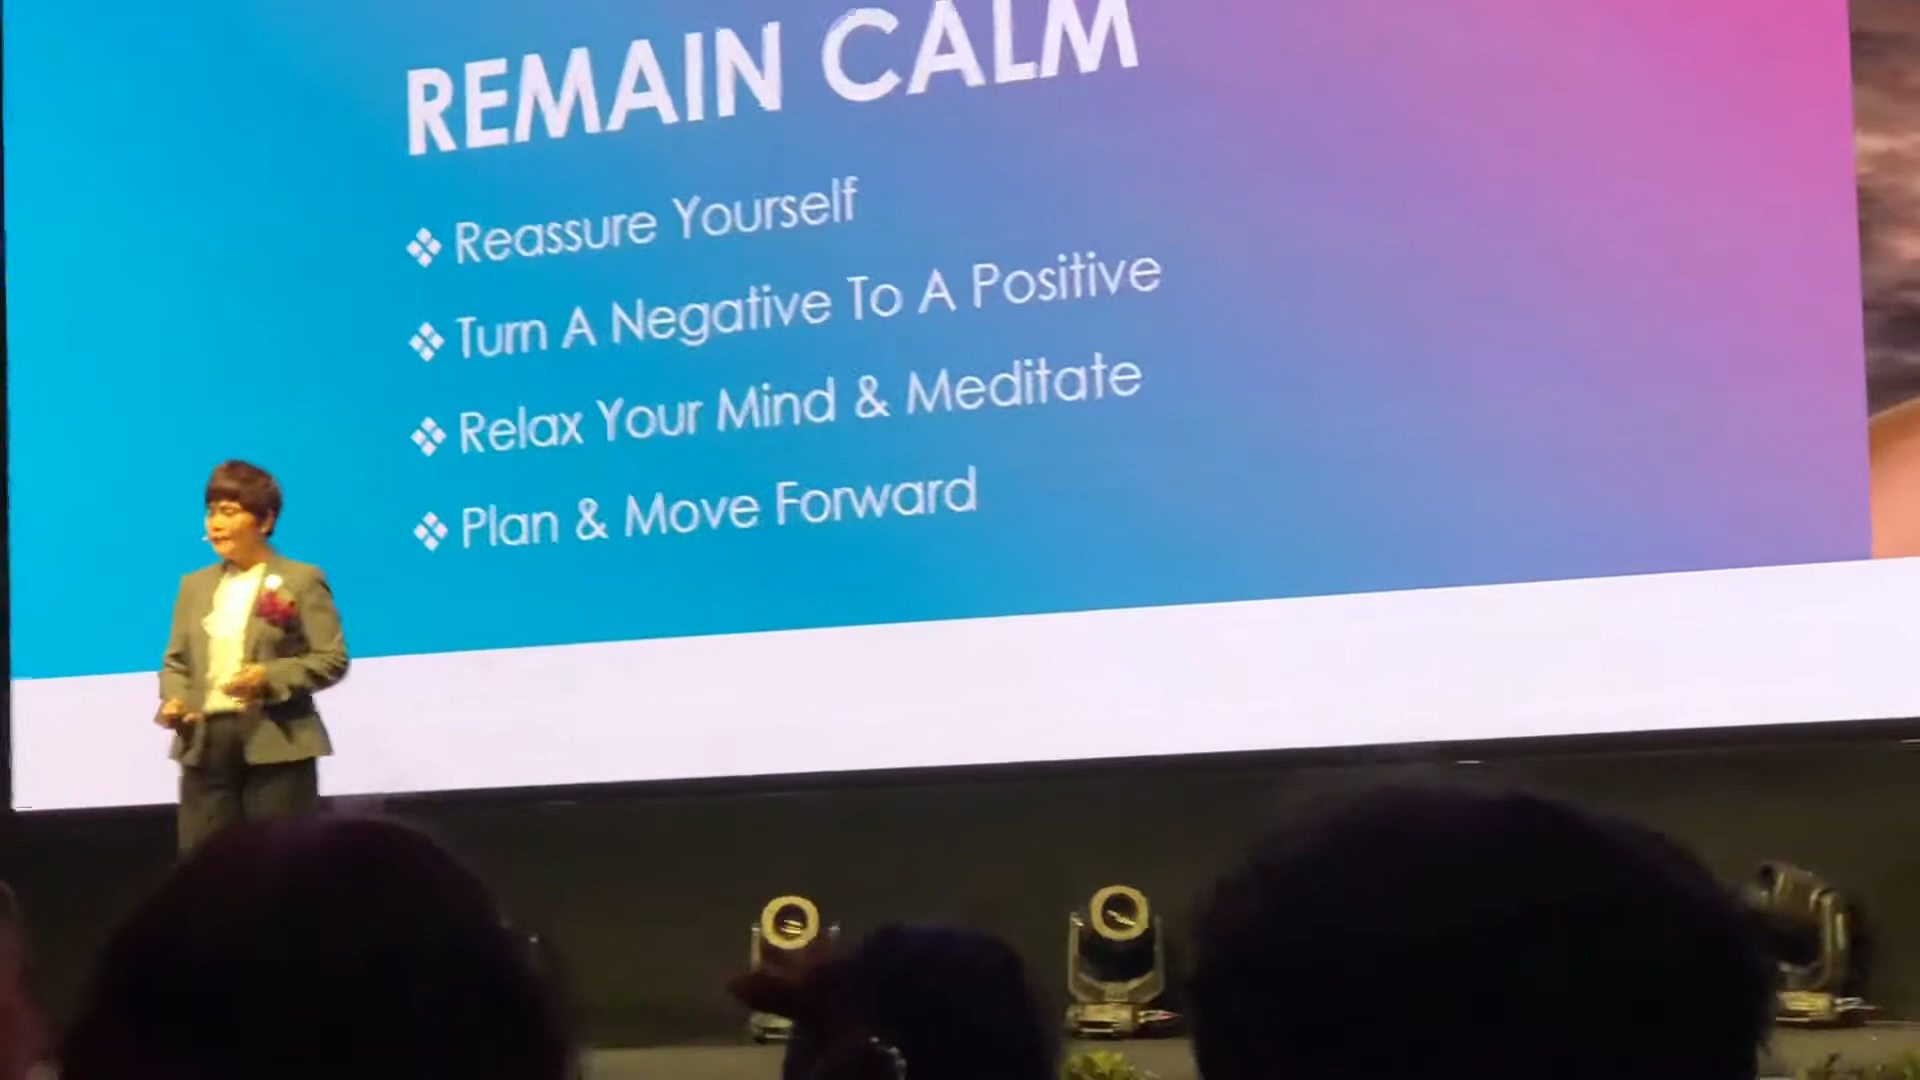 REMAIN CALM
❖ Reassure Yourself
❖ Turn A Negative To A Positive
❖ Relax Your Mind & Meditate
❖ Plan & Move Forward